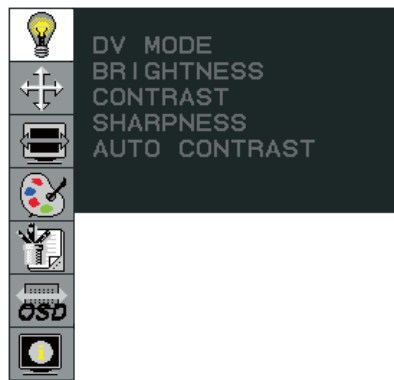 DV MODE
BRIGHTNESS
CONTRAST
SHARPNESS
AUTO CONTRAST
OSD
i